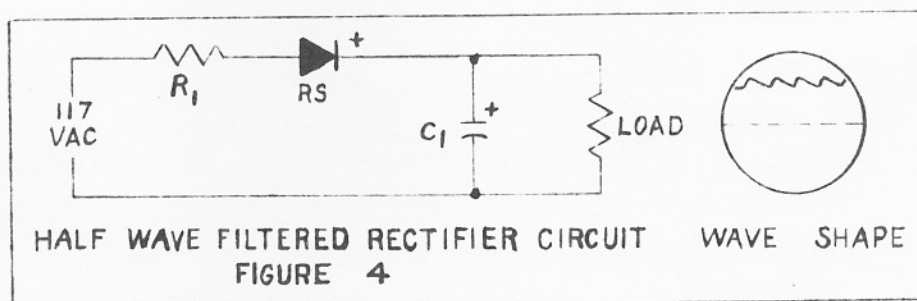 R1
RS
+
117
VAC
C1
+
LOAD
HALF WAVE FILTERED RECTIFIER CIRCUIT
FIGURE 4
WAVE SHAPE